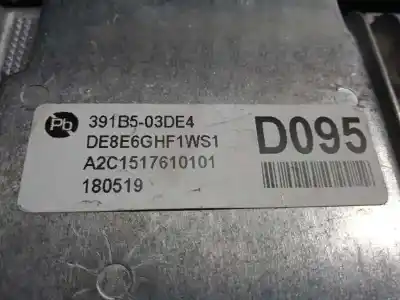 Pb
391B5-03DE4
DE8E6GHF1WS1
A2C1517610101
180519
D095